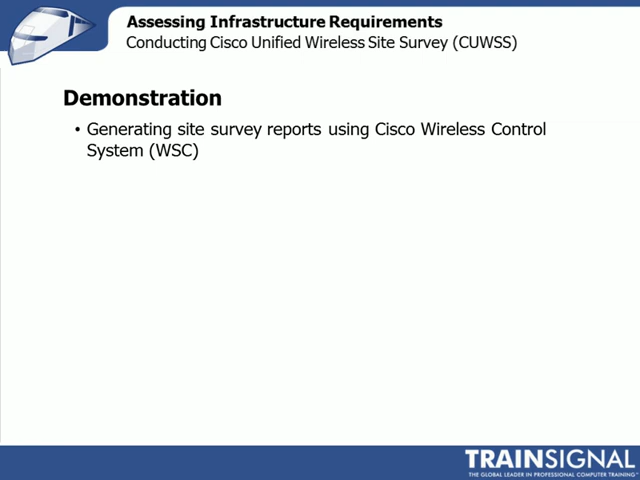 Assessing Infrastructure Requirements
Conducting Cisco Unified Wireless Site Survey (CUWSS)
Demonstration
• Generating site survey reports using Cisco Wireless Control
System (WSC)
TRAINSIGNAL
THE GLOBAL LEADER IN PROFESSIONAL COMPUTER TRAINING™